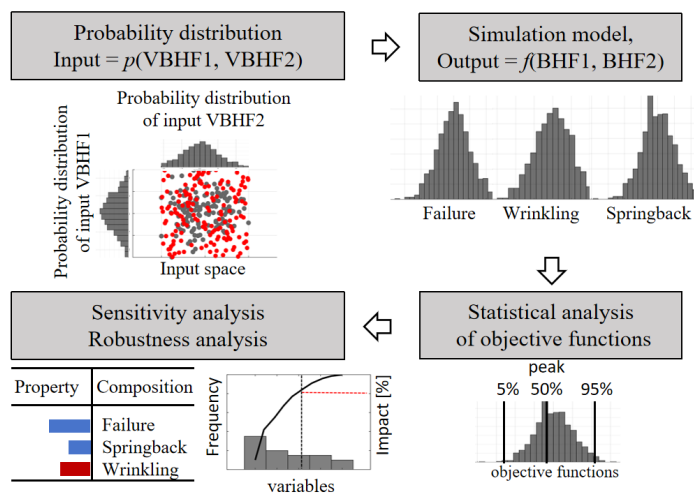 Probability distribution
Input = p(VBHF1, VBHF2)
Simulation model,
Output = f(BHF1, BHF2)
Probability distribution
of input VBHF2
Probability distribution
of input VBHF1
Input space
Failure
Wrinkling
Springback
Sensitivity analysis
Robustness analysis
Statistical analysis
of objective functions
Property
Composition
Failure
Springback
Wrinkling
Frequency
Impact [%]
variables
peak
5%
50%
95%
objective functions